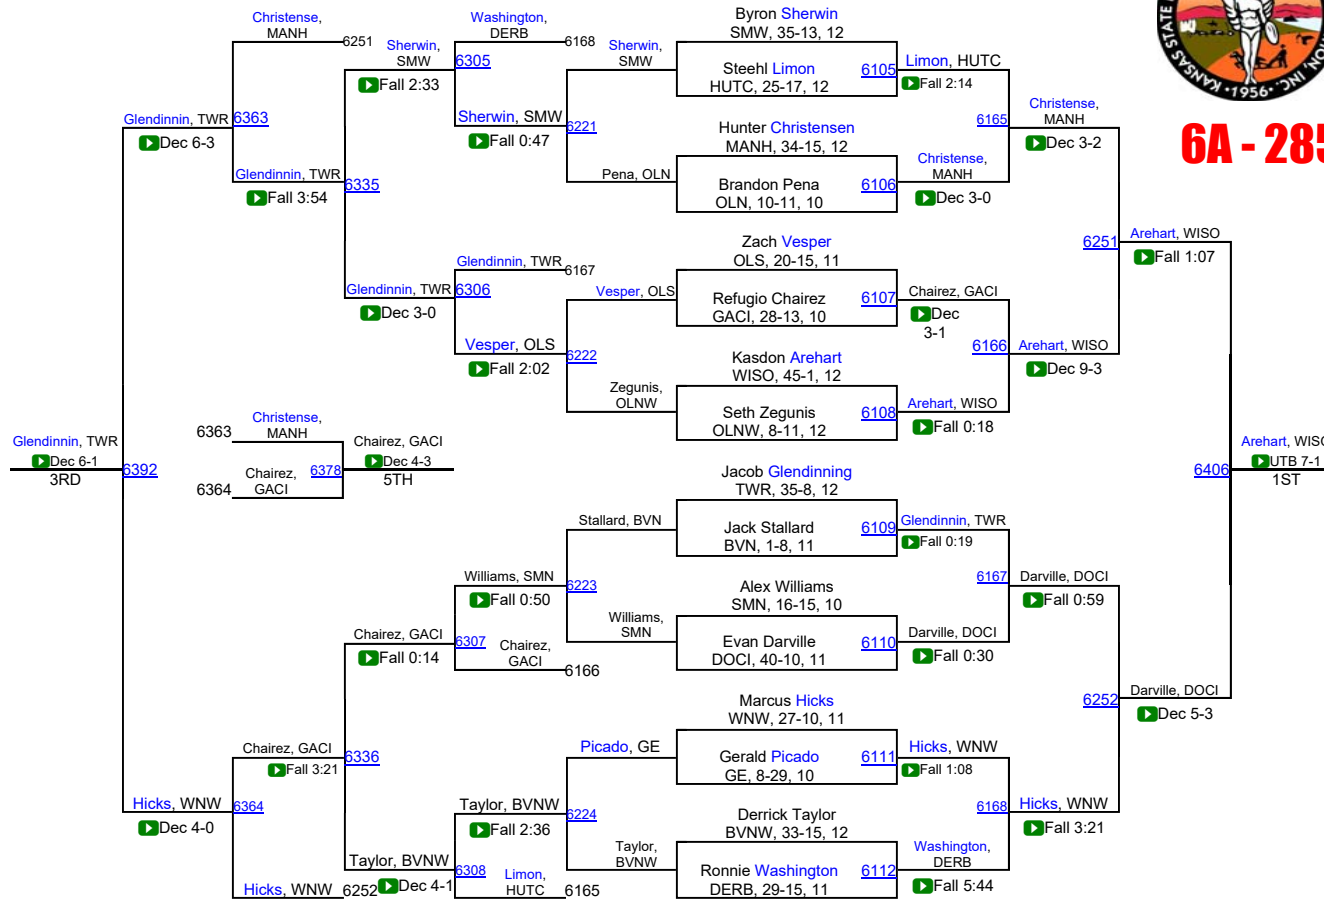 Christense,
MANH
6251
Glendinnin, TWR
6363
Dec 6-3
Glendinnin, TWR
Fall 3:54
Sherwin,
SMW
Fall 2:33
6335
Glendinnin, TWR
Dec 3-0
Washington,
DERB
6168
6305
Sherwin, SMW
Fall 0:47
Glendinnin, TWR
6167
6306
Vesper, OLS
Fall 2:02
Sherwin,
SMW
6221
Pena, OLN
Vesper, OLS
6222
Zegunis,
OLNW
Byron Sherwin
SMW, 35-13, 12
Steehl Limon
HUTC, 25-17, 12
6105
Hunter Christensen
MANH, 34-15, 12
Brandon Pena
OLN, 10-11, 10
6106
Zach Vesper
OLS, 20-15, 11
Refugio Chairez
GACI, 28-13, 10
6107
Kasdon Arehart
WISO, 45-1, 12
Seth Zegunis
OLNW, 8-11, 12
6108
Limon, HUTC
Fall 2:14
6165
Christense,
MANH
Dec 3-0
Chairez, GACI
Dec
3-1
6166
Arehart, WISO
Fall 0:18
Christense,
MANH
Dec 3-2
6251
Arehart, WISO
Dec 9-3
Arehart, WISO
Fall 1:07
KANSAS STATE
ION, INC.
·1956·
6A - 285
Glendinnin, TWR
Dec 6-1
3RD
6392
6363
Christense,
MANH
6364
Chairez,
GACI
6378
Chairez, GACI
Dec 4-3
5TH
6406
Arehart, WISO
UTB 7-1
1ST
Jacob Glendinning
TWR, 35-8, 12
Jack Stallard
BVN, 1-8, 11
6109
Alex Williams
SMN, 16-15, 10
Evan Darville
DOCI, 40-10, 11
6110
Marcus Hicks
WNW, 27-10, 11
Gerald Picado
GE, 8-29, 10
6111
Derrick Taylor
BVNW, 33-15, 12
Ronnie Washington
DERB, 29-15, 11
6112
Stallard, BVN
6223
Williams,
SMN
Picado, GE
6224
Taylor,
BVNW
Williams, SMN
Fall 0:50
6307
Chairez,
GACI
6166
Taylor, BVNW
Fall 2:36
6308
Limon,
HUTC
6165
Chairez, GACI
Fall 0:14
6336
Taylor, BVNW
Dec 4-1
Chairez, GACI
Fall 3:21
6364
Hicks, WNW
6252
Hicks, WNW
Dec 4-0
Glendinnin, TWR
Fall 0:19
6167
Darville, DOCI
Fall 0:30
Hicks, WNW
Fall 1:08
6168
Washington,
DERB
Fall 5:44
Darville, DOCI
Fall 0:59
6252
Hicks, WNW
Fall 3:21
Darville, DOCI
Dec 5-3